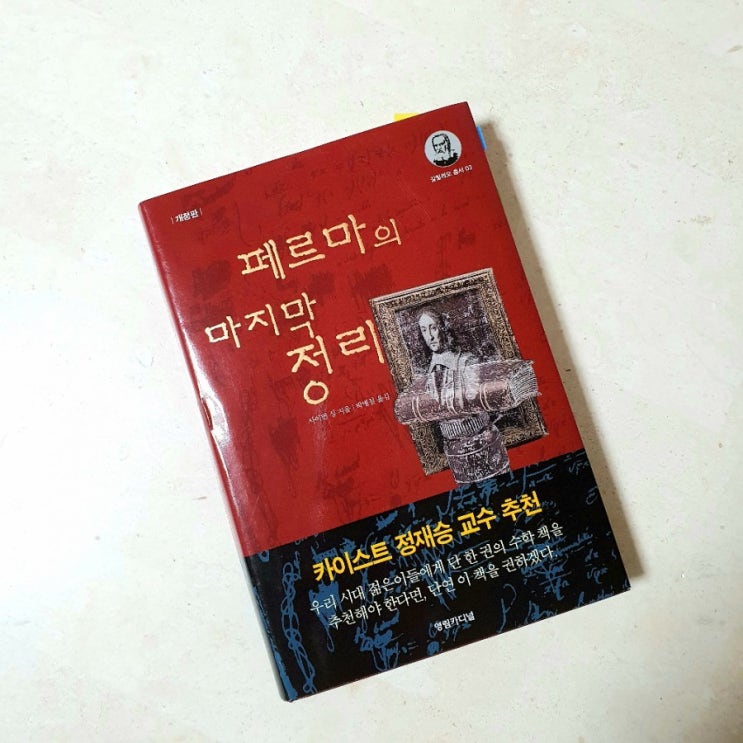 갈릴레오 총서 03
| 개정판 |
페르마의
마지막
정리
사이먼 싱 지음 | 박병철 옮김
카이스트 정재승 교수 추천
우리 시대 젊은이들에게 단 한 권의 수학 책을
추천해야 한다면, 단연 이 책을 권하겠다.
영림카디널